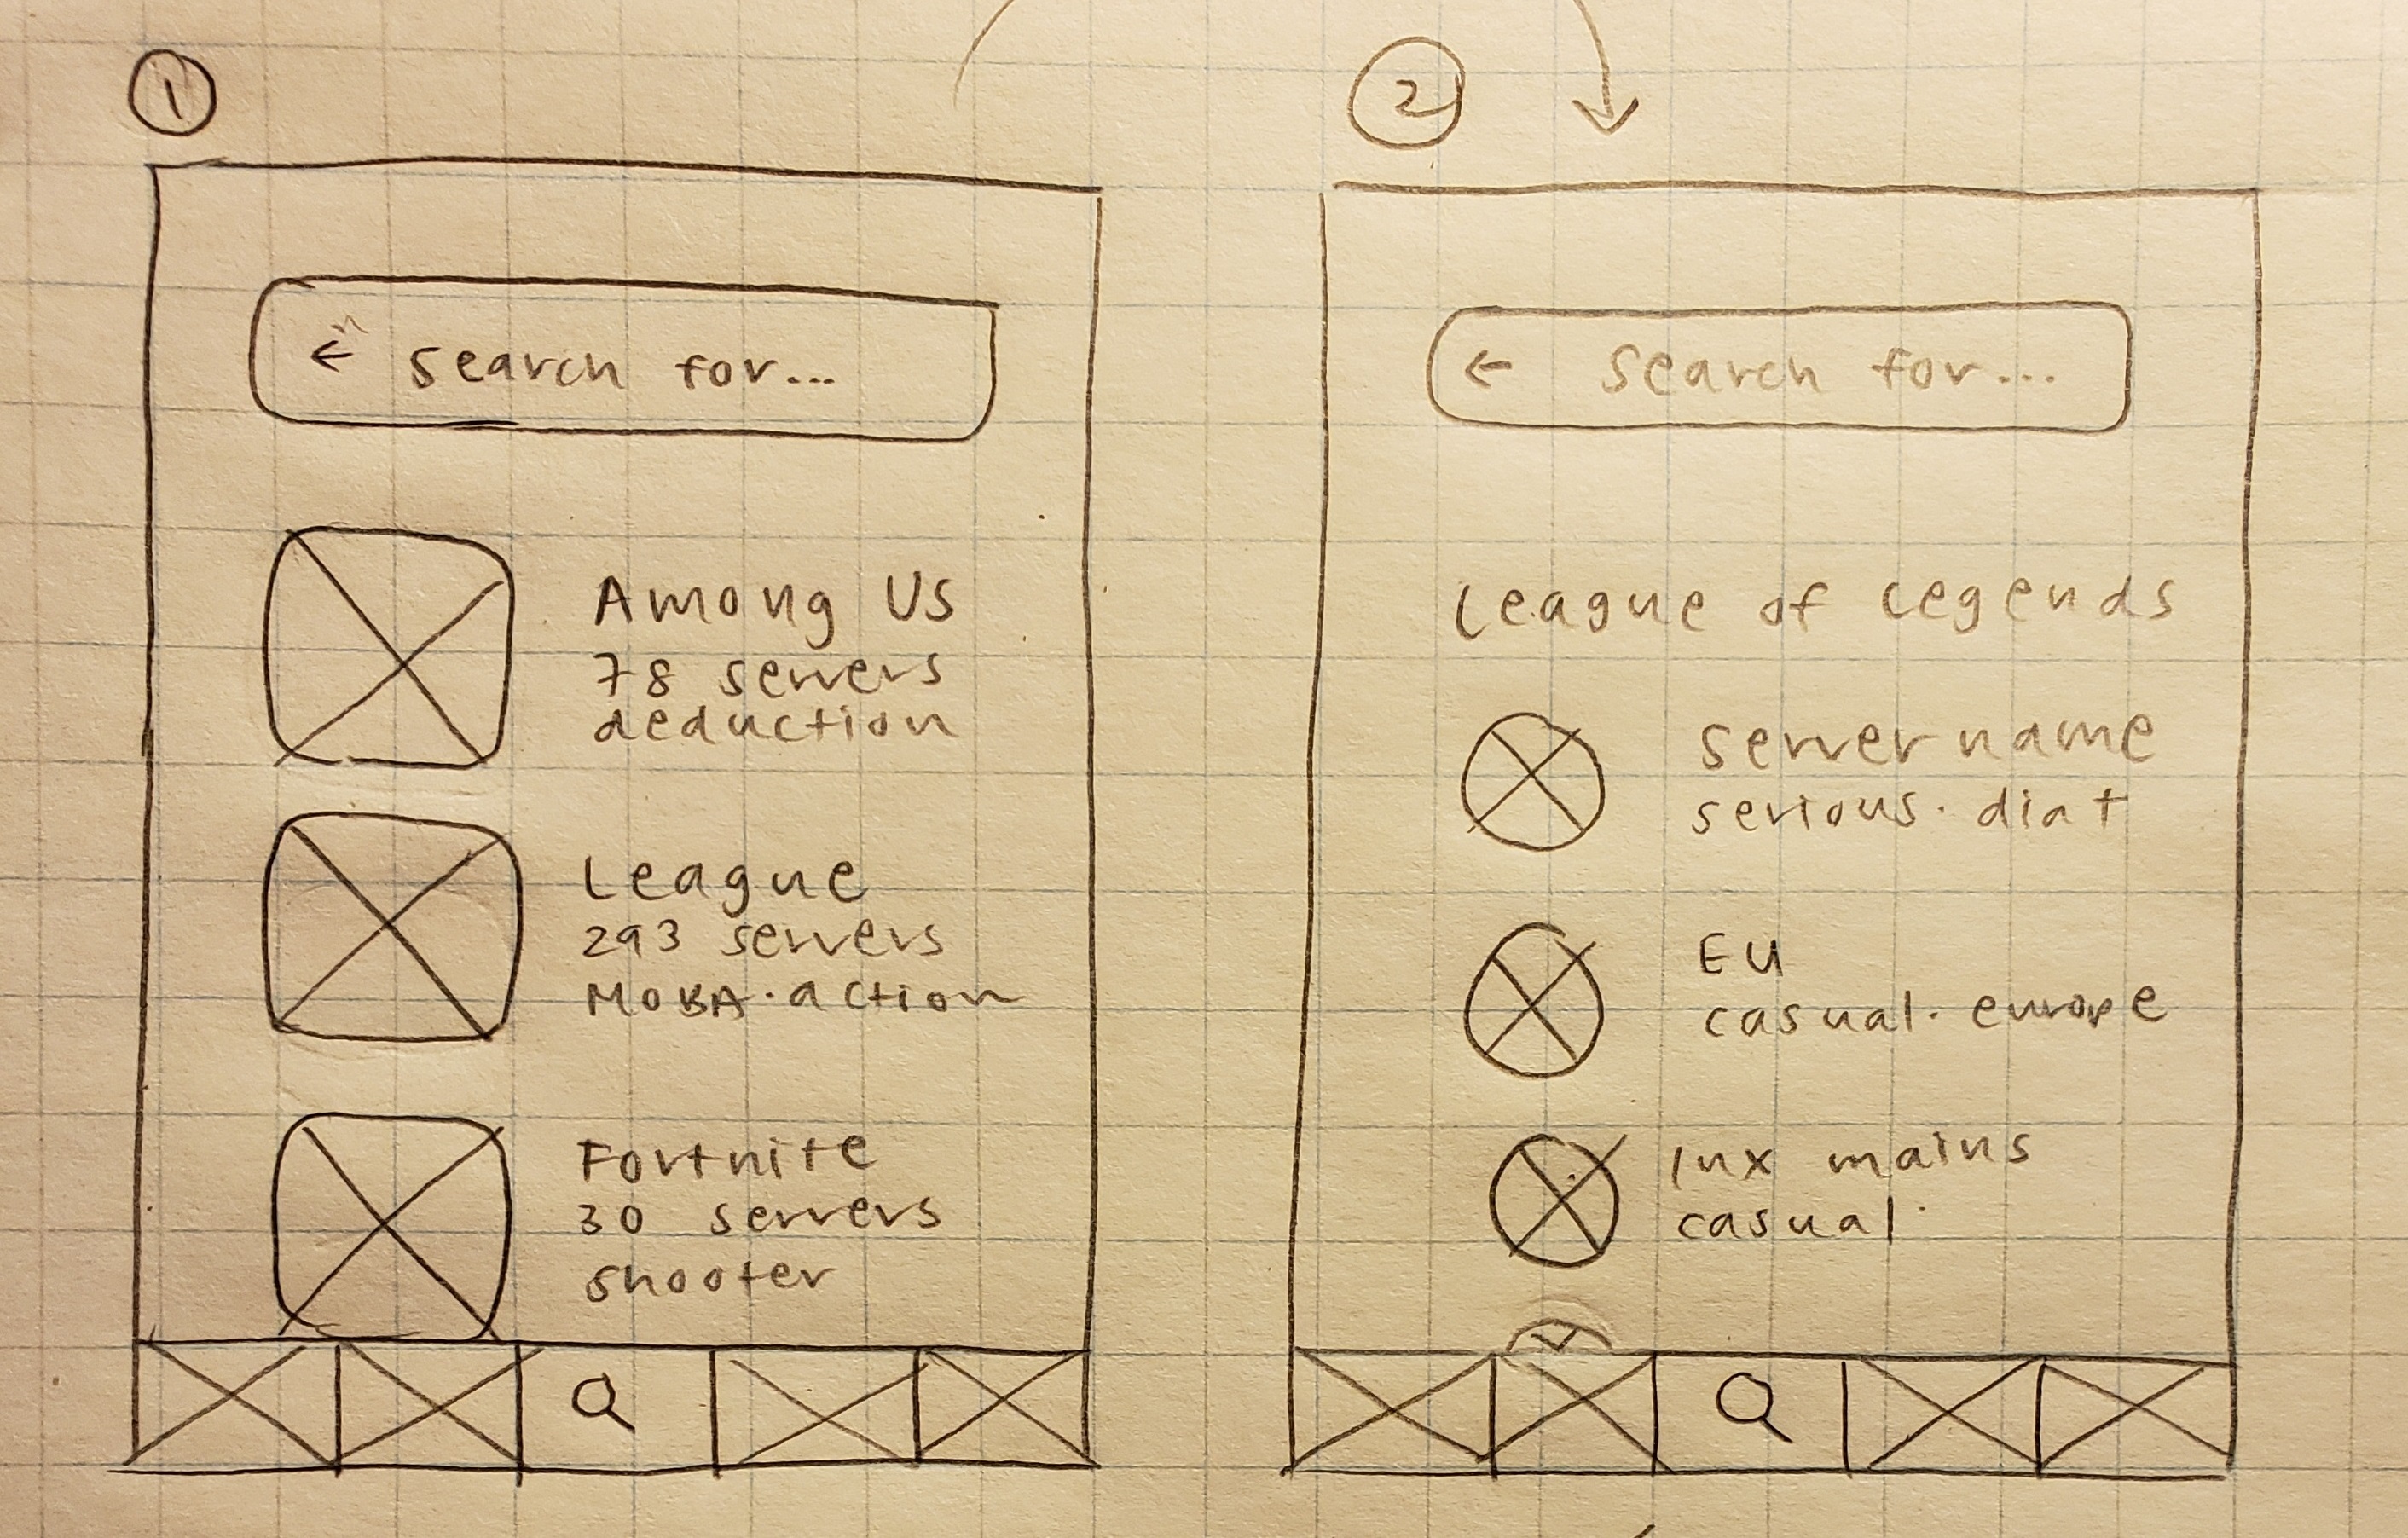 1
← search for...
Among Us
78 servers
deduction
League
293 servers
MOBA · action
Fortnite
30 servers
shooter
2
← search for...
League of Legends
server name
serious · diat
EU
casual · europe
lux mains
casual ·